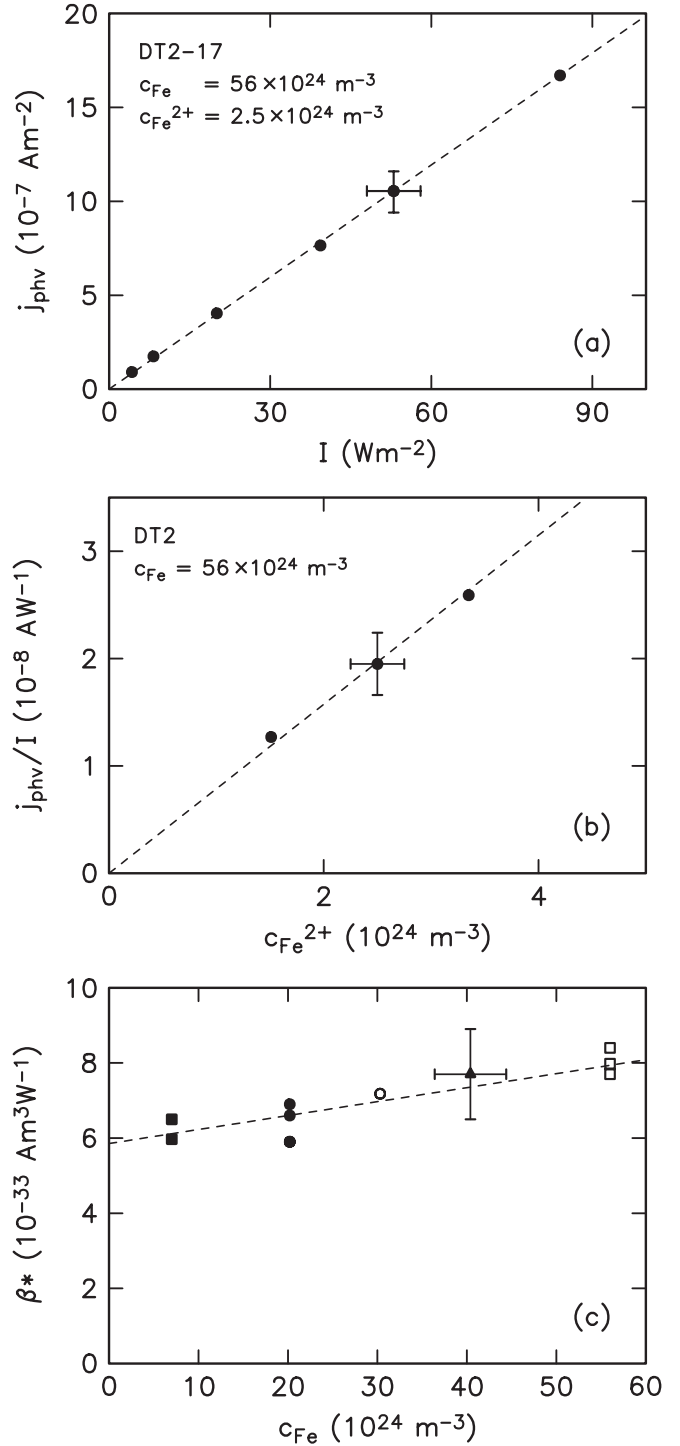 20
15
10
5
0
j_phv (10^−7 Am^−2)
DT2−17
c_Fe = 56×10^24 m^−3
c_Fe^2+ = 2.5×10^24 m^−3
(a)
0 30 60 90
I (Wm^−2)
3
2
1
0
j_phv/I (10^−8 AW^−1)
DT2
c_Fe = 56×10^24 m^−3
(b)
0 2 4
c_Fe^2+ (10^24 m^−3)
10
8
6
4
2
0
β* (10^−33 Am^3W^−1)
(c)
0 10 20 30 40 50 60
c_Fe (10^24 m^−3)